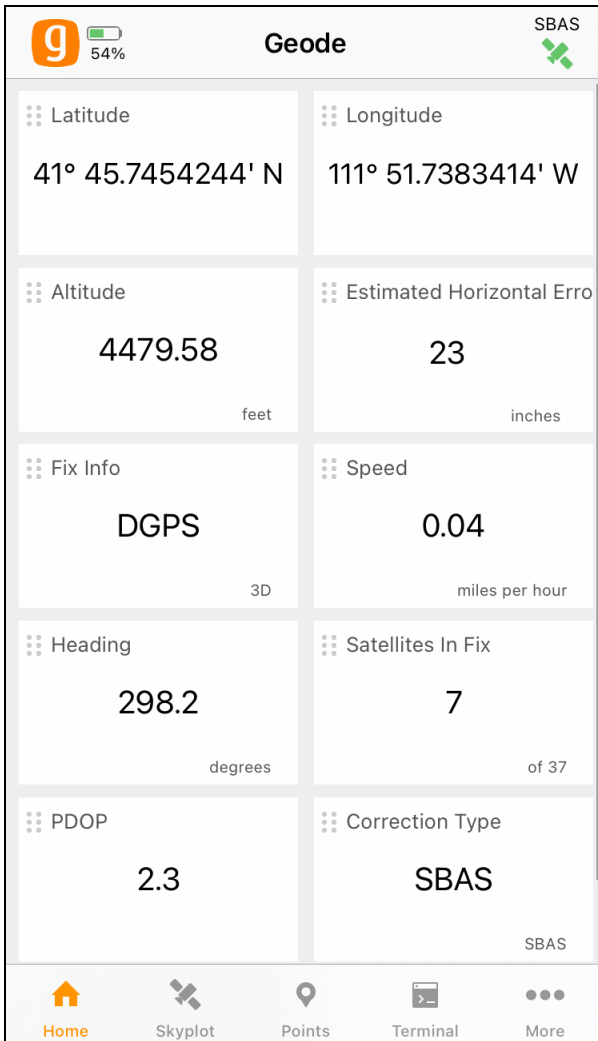 g
54%
Geode
SBAS
Latitude
41° 45.7454244' N
Longitude
111° 51.7383414' W
Altitude
4479.58
feet
Estimated Horizontal Erro
23
inches
Fix Info
DGPS
3D
Speed
0.04
miles per hour
Heading
298.2
degrees
Satellites In Fix
7
of 37
PDOP
2.3
Correction Type
SBAS
SBAS
Home
Skyplot
Points
Terminal
More